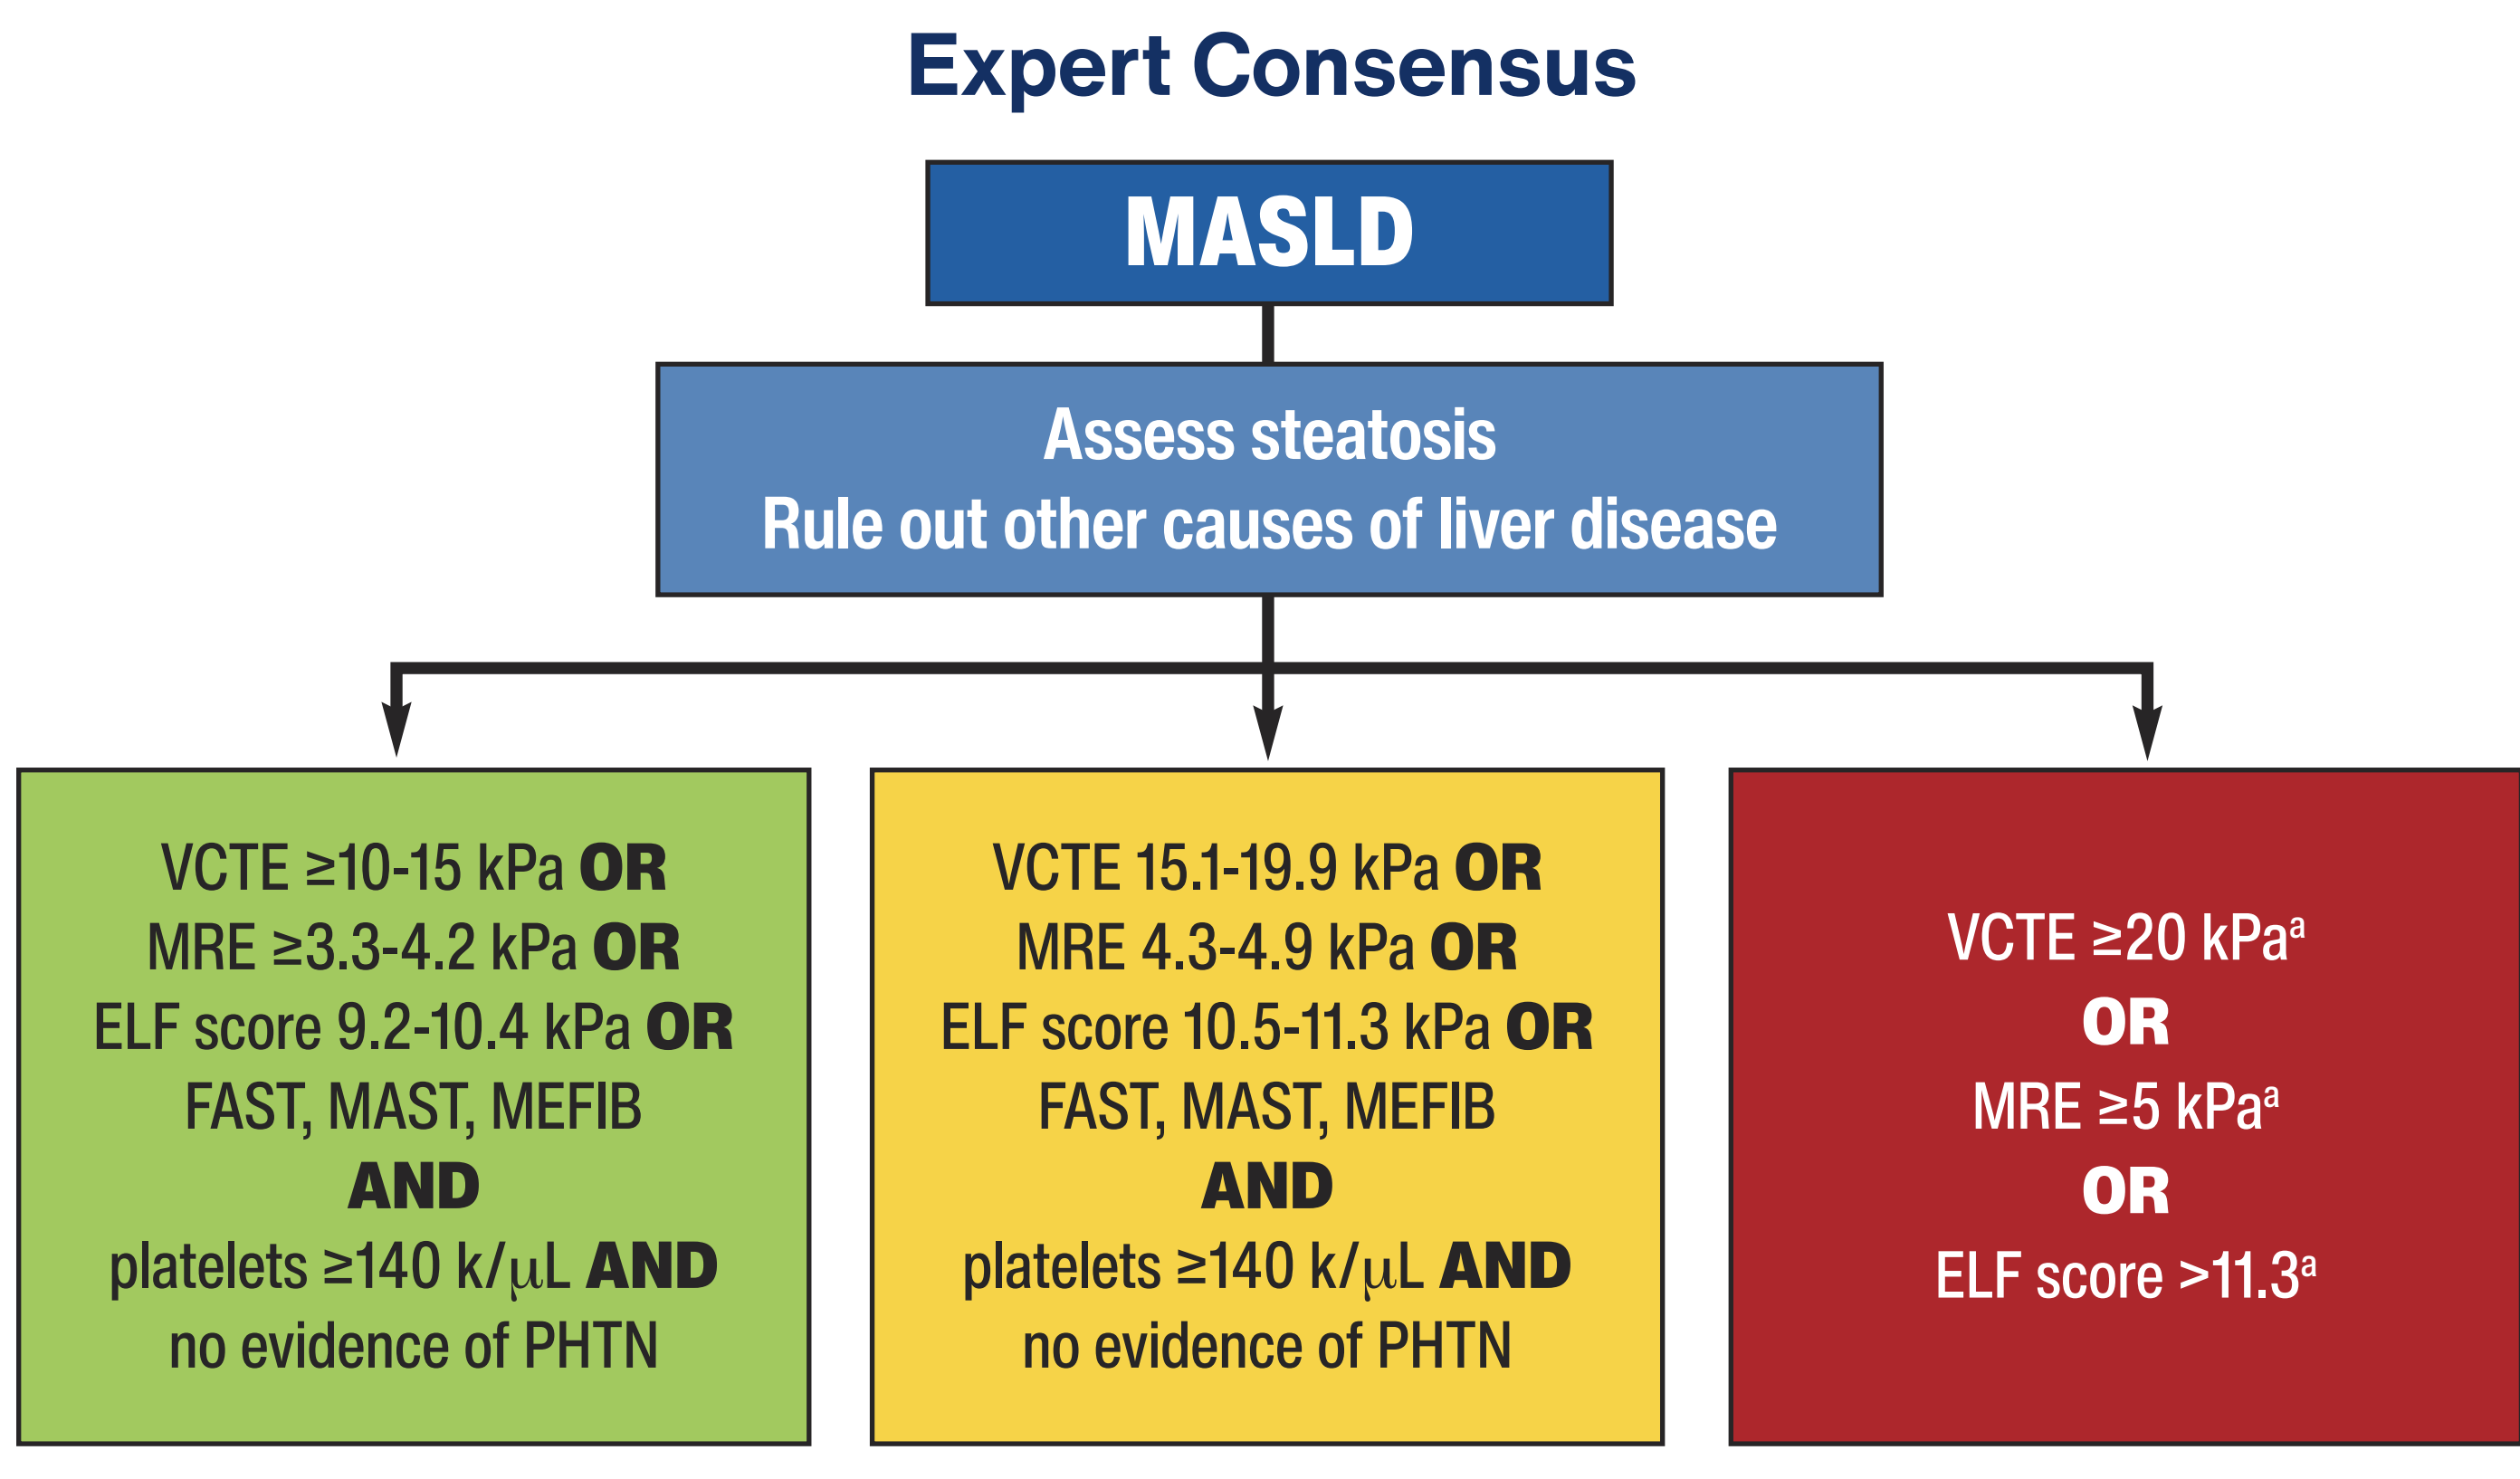 Expert Consensus
MASLD
Assess steatosis
Rule out other causes of liver disease
VCTE ≥10-15 kPa OR
MRE ≥3.3-4.2 kPa OR
ELF score 9.2-10.4 kPa OR
FAST, MAST, MEFIB
AND
platelets ≥140 k/μL AND
no evidence of PHTN
VCTE 15.1-19.9 kPa OR
MRE 4.3-4.9 kPa OR
ELF score 10.5-11.3 kPa OR
FAST, MAST, MEFIB
AND
platelets ≥140 k/μL AND
no evidence of PHTN
VCTE ≥20 kPaᵃ
OR
MRE ≥5 kPaᵃ
OR
ELF score >11.3ᵃ